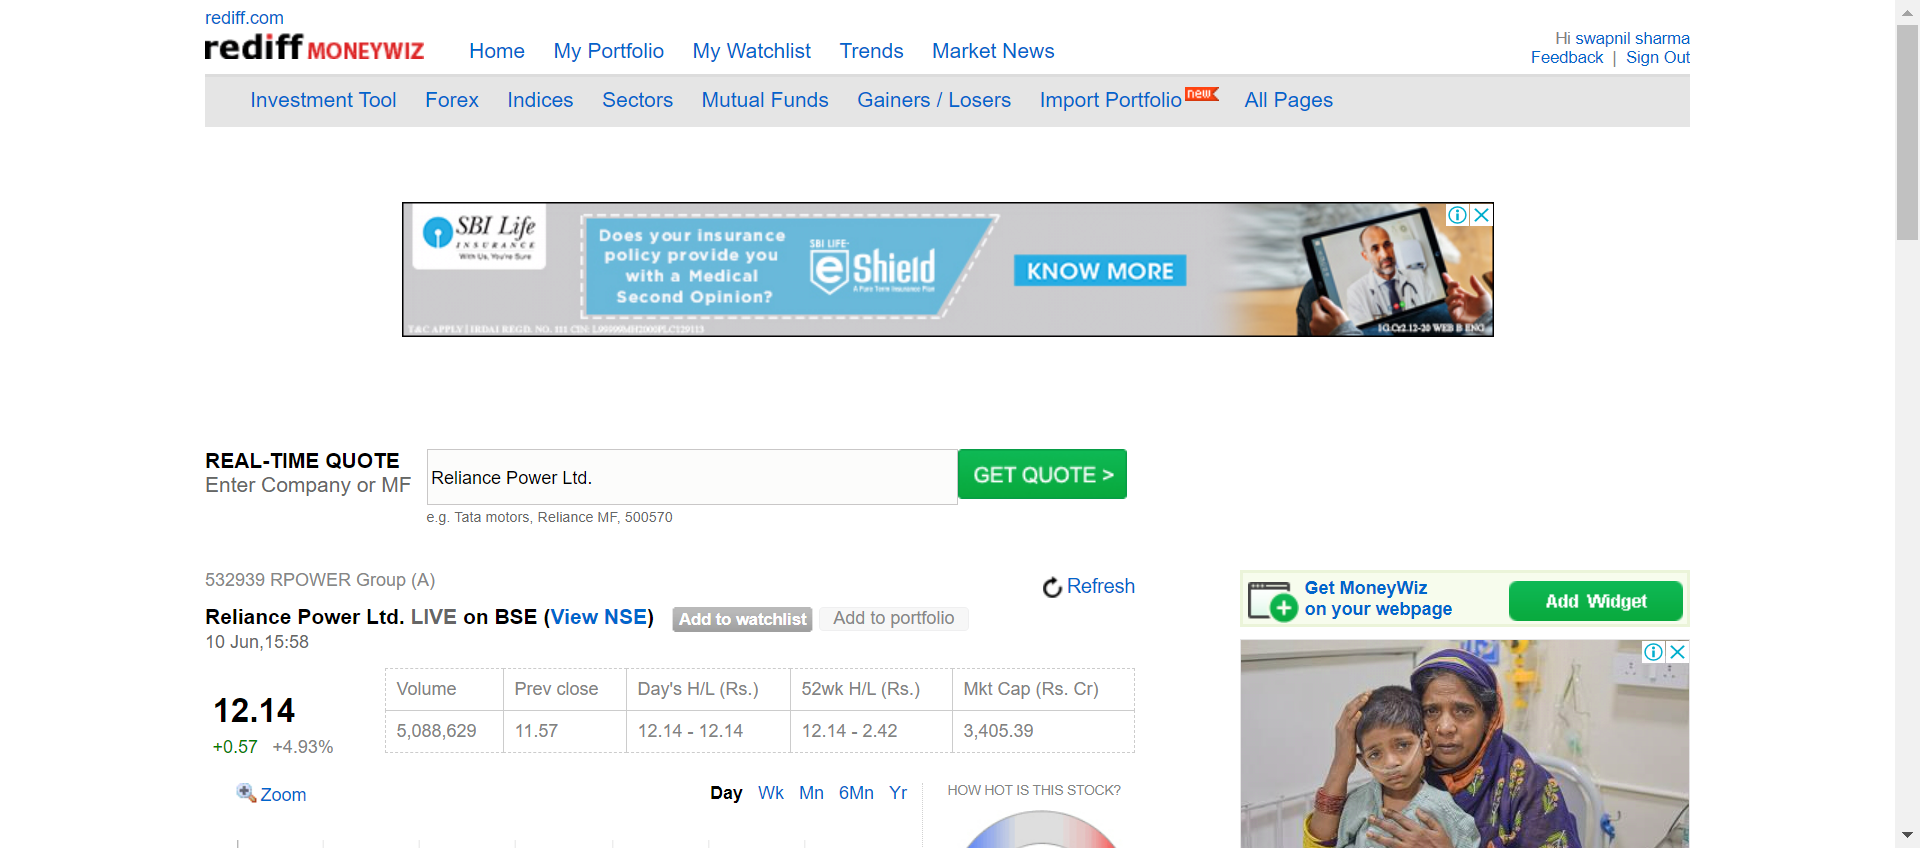 rediff.com
rediff MONEYWIZ
Home My Portfolio My Watchlist Trends Market News
Hi swapnil sharma
Feedback | Sign Out
Investment Tool Forex Indices Sectors Mutual Funds Gainers / Losers Import Portfolio new All Pages
SBI Life
INSURANCE
With Us, You're Sure
Does your insurance
policy provide you
with a Medical
Second Opinion?
SBI LIFE-
eShield
A Pure Term Insurance Plan
KNOW MORE
T&C APPLY | IRDAI REGD. NO. 111 CIN: L99999MH2000PLC129113
1G.Cr2.12-20 WEB B ENG
REAL-TIME QUOTE
Enter Company or MF
Reliance Power Ltd.
GET QUOTE >
e.g. Tata motors, Reliance MF, 500570
532939 RPOWER Group (A)
Refresh
Reliance Power Ltd. LIVE on BSE (View NSE) Add to watchlist Add to portfolio
10 Jun,15:58
12.14
+0.57 +4.93%
Volume Prev close Day's H/L (Rs.) 52wk H/L (Rs.) Mkt Cap (Rs. Cr)
5,088,629 11.57 12.14 - 12.14 12.14 - 2.42 3,405.39
Zoom
Day Wk Mn 6Mn Yr
HOW HOT IS THIS STOCK?
Get MoneyWiz
on your webpage
Add Widget